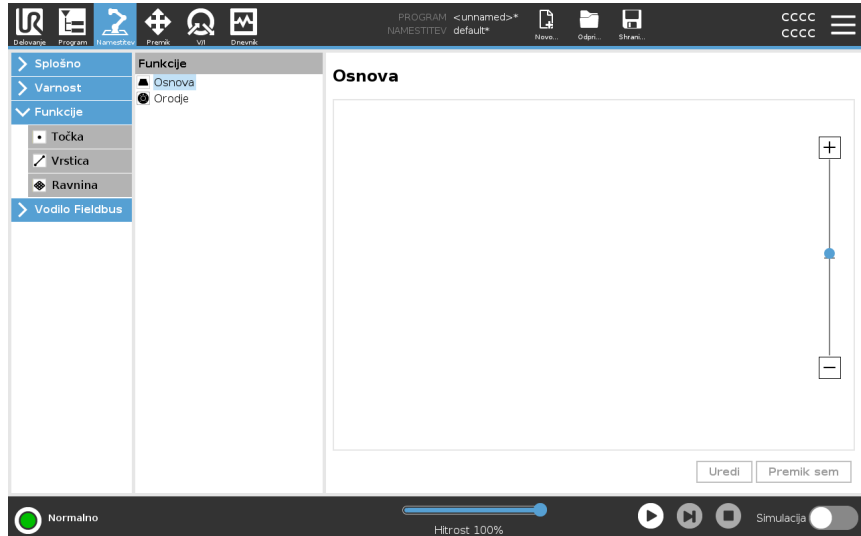 UR
Delovanje
Program
Namestitev
Premik
V/I
Dnevnik
PROGRAM <unnamed>*
NAMESTITEV default*
Novo...
Odpri...
Shrani...
CCCC
CCCC
Splošno
Varnost
Funkcije
Točka
Vrstica
Ravnina
Vodilo Fieldbus
Funkcije
Osnova
Orodje
Osnova
Uredi
Premik sem
Normalno
Hitrost 100%
Simulacija